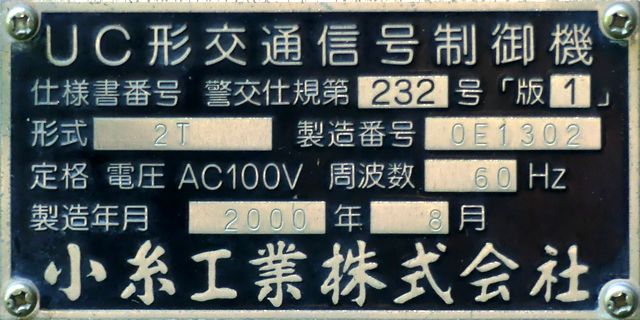 UC形交通信号制御機
仕様書番号 警交仕規第 232 号「版 1 」
形式 2T 製造番号 0E1302
定格 電圧 AC100V 周波数 60 Hz
製造年月 2000 年 8 月
小糸工業株式会社